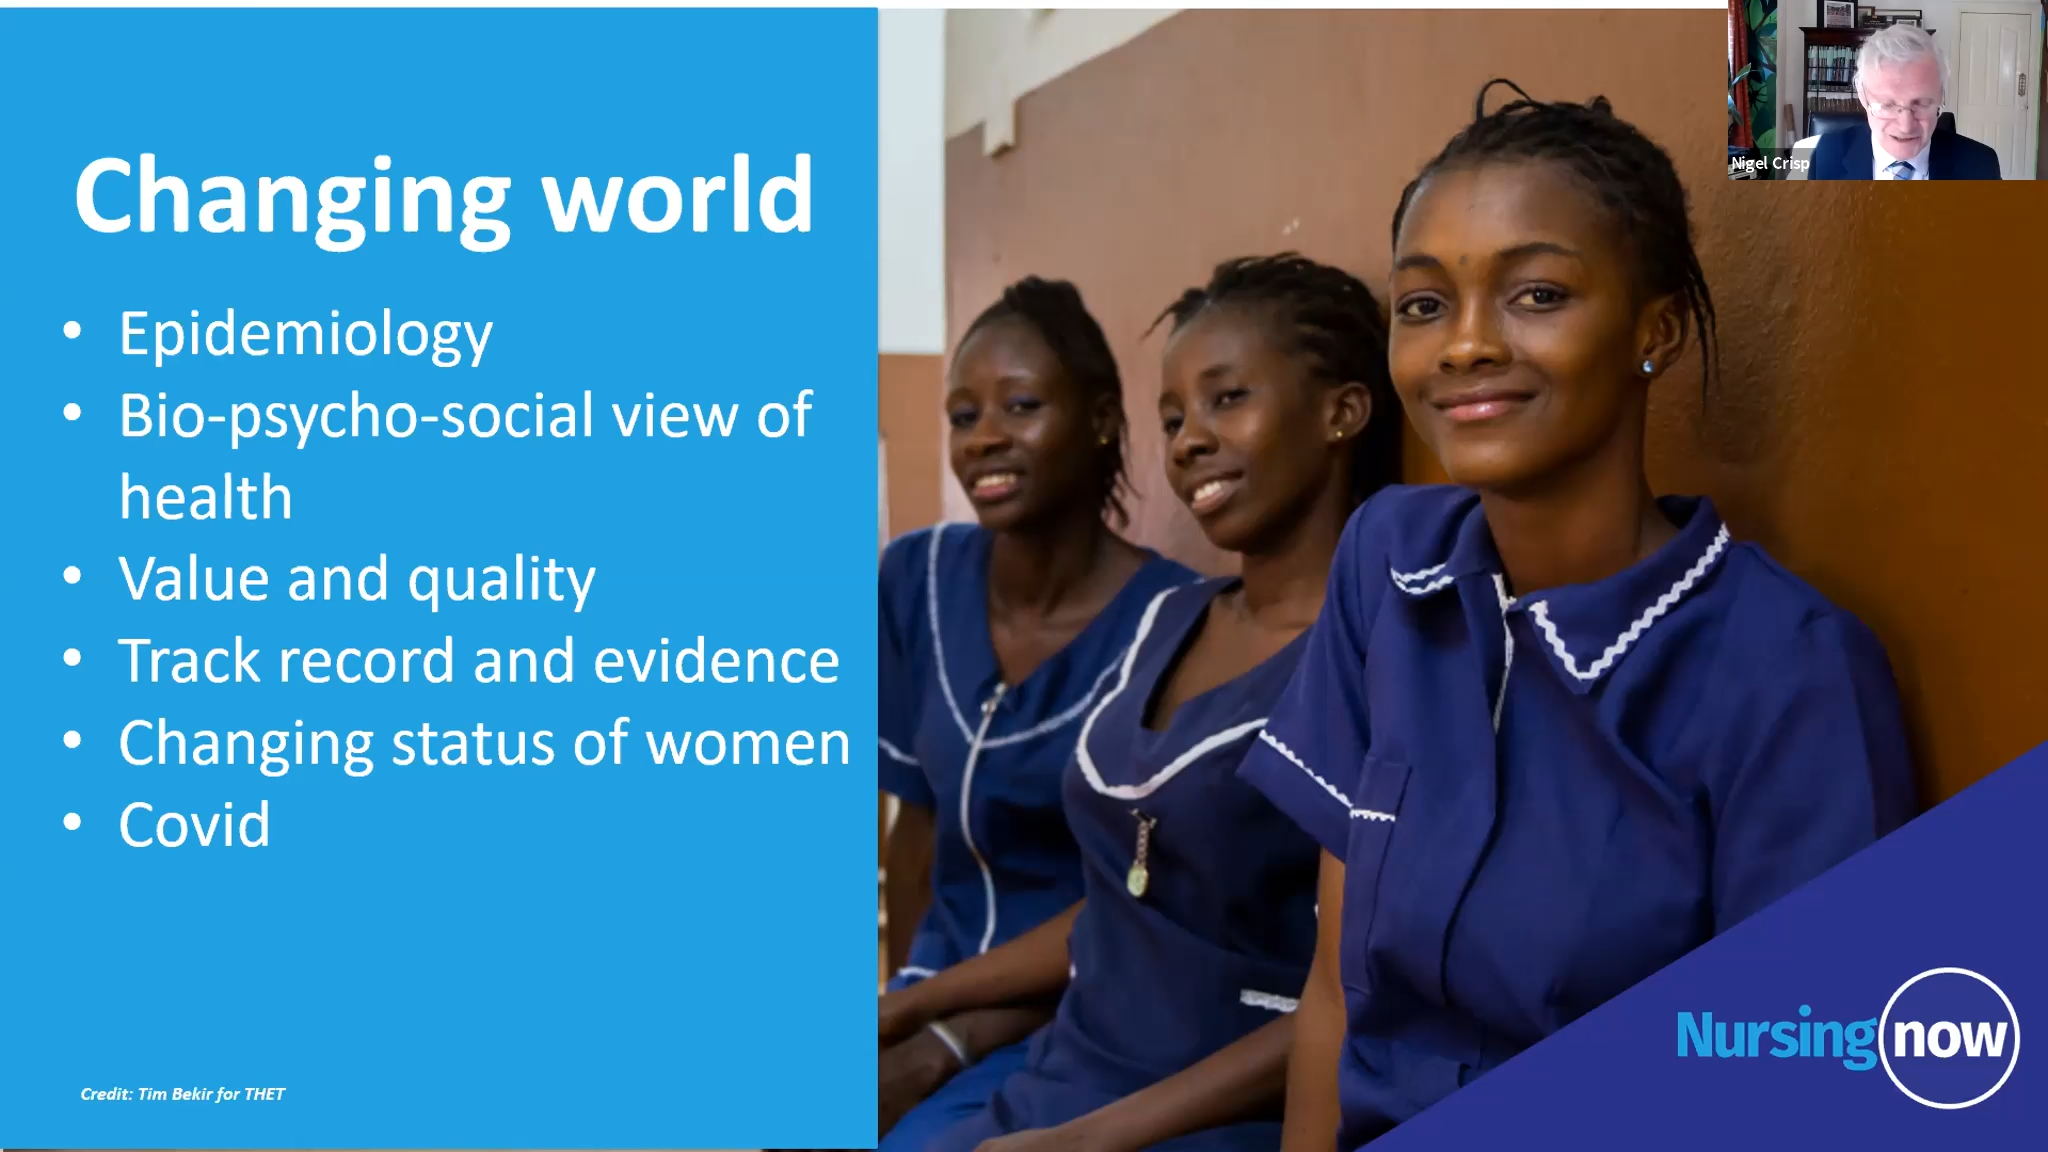 Changing world
• Epidemiology
• Bio-psycho-social view of
health
• Value and quality
• Track record and evidence
• Changing status of women
• Covid
Credit: Tim Bekir for THET
Nigel Crisp
Nursing now